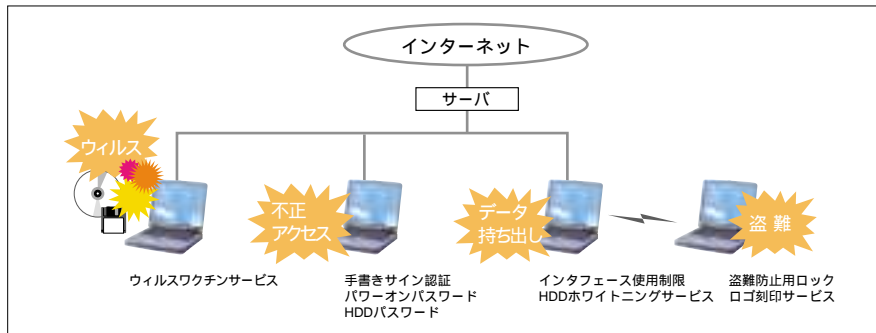 インターネット
サーバ
ウィルス
不正
アクセス
データ
持ち出し
盗難
ウィルスワクチンサービス
手書きサイン認証
パワーオンパスワード
HDDパスワード
インタフェース使用制限
HDDホワイトニングサービス
盗難防止用ロック
ロゴ刻印サービス